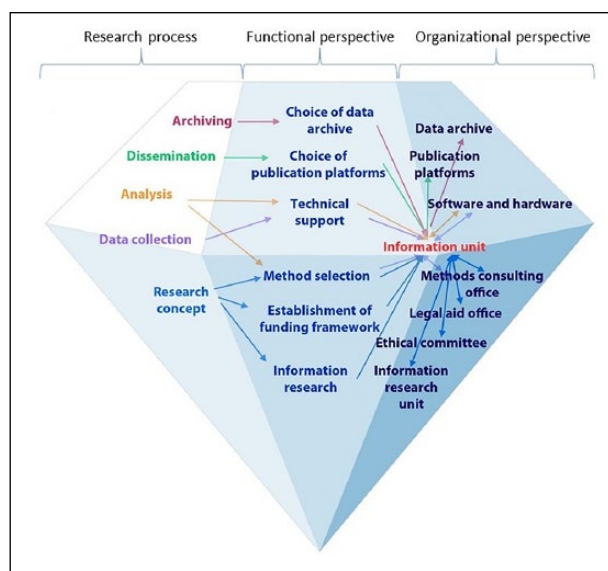 Research process
Functional perspective
Organizational perspective
Archiving
Choice of data
archive
Data archive
Dissemination
Choice of
publication platforms
Publication
platforms
Analysis
Technical
support
Software and hardware
Data collection
Information unit
Method selection
Methods consulting
office
Research
concept
Establishment of
funding framework
Legal aid office
Ethical committee
Information
research
Information
research
unit